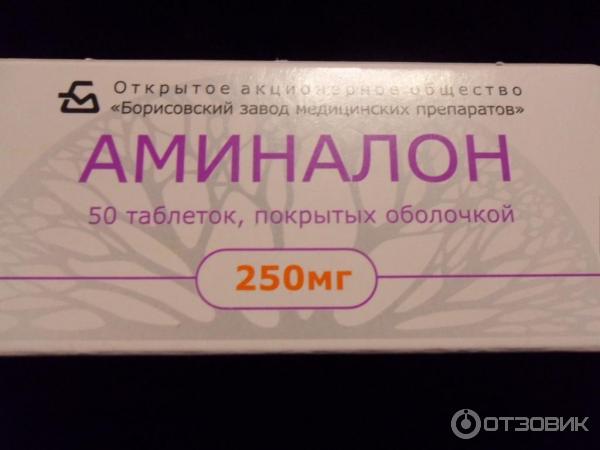 Открытое акционерное общество
«Борисовский завод медицинских препаратов»
АМИНАЛОН
50 таблеток, покрытых оболочкой
250мг
ОТЗОВИК